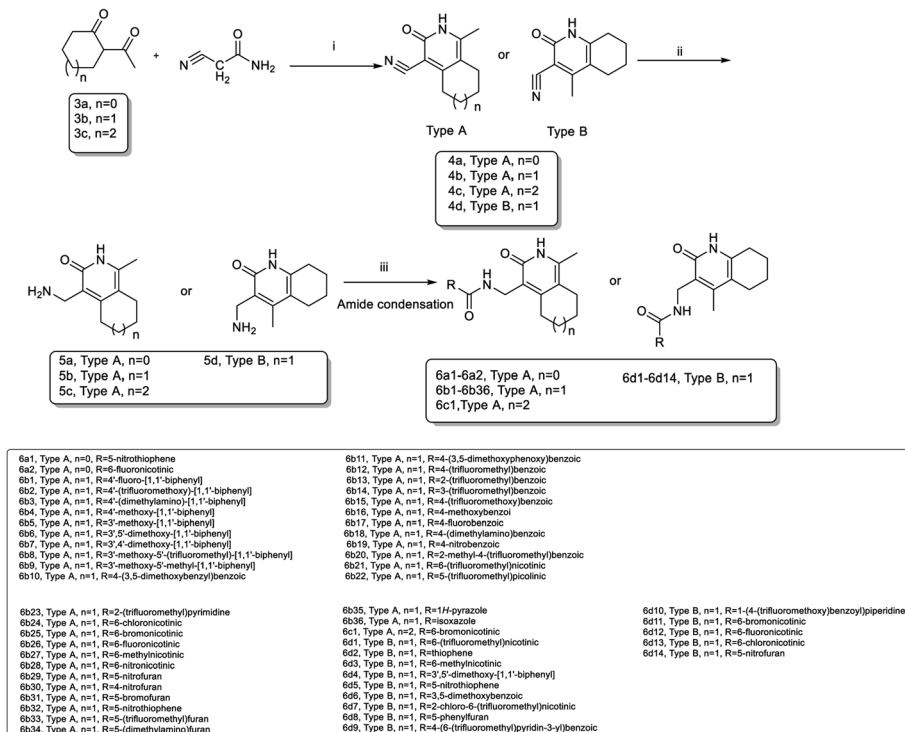 O
O
n
+
N
C
H₂
O
NH₂
i
O
H
N
N
n
Type A
or
O
H
N
N
Type B
ii
3a, n=0
3b, n=1
3c, n=2
4a, Type A, n=0
4b, Type A, n=1
4c, Type A, n=2
4d, Type B, n=1
O
H
N
H₂N
n
or
O
H
N
NH₂
iii
Amide condensation
R
H
N
O
O
H
N
n
or
O
H
N
NH
O
R
5a, Type A, n=0
5b, Type A, n=1
5c, Type A, n=2
5d, Type B, n=1
6a1-6a2, Type A, n=0
6b1-6b36, Type A, n=1
6c1,Type A, n=2
6d1-6d14, Type B, n=1
6a1, Type A, n=0, R=5-nitrothiophene
6a2, Type A, n=0, R=6-fluoronicotinic
6b1, Type A, n=1, R=4'-fluoro-[1,1'-biphenyl]
6b2, Type A, n=1, R=4'-(trifluoromethoxy)-[1,1'-biphenyl]
6b3, Type A, n=1, R=4'-(dimethylamino)-[1,1'-biphenyl]
6b4, Type A, n=1, R=4'-methoxy-[1,1'-biphenyl]
6b5, Type A, n=1, R=3'-methoxy-[1,1'-biphenyl]
6b6, Type A, n=1, R=3',5'-dimethoxy-[1,1'-biphenyl]
6b7, Type A, n=1, R=3',4'-dimethoxy-[1,1'-biphenyl]
6b8, Type A, n=1, R=3'-methoxy-5'-(trifluoromethyl)-[1,1'-biphenyl]
6b9, Type A, n=1, R=3'-methoxy-5'-methyl-[1,1'-biphenyl]
6b10, Type A, n=1, R=4-(3,5-dimethoxybenzyl)benzoic
6b11, Type A, n=1, R=4-(3,5-dimethoxyphenoxy)benzoic
6b12, Type A, n=1, R=4-(trifluoromethyl)benzoic
6b13, Type A, n=1, R=2-(trifluoromethyl)benzoic
6b14, Type A, n=1, R=3-(trifluoromethyl)benzoic
6b15, Type A, n=1, R=4-(trifluoromethoxy)benzoic
6b16, Type A, n=1, R=4-methoxybenzoi
6b17, Type A, n=1, R=4-fluorobenzoic
6b18, Type A, n=1, R=4-(dimethylamino)benzoic
6b19, Type A, n=1, R=4-nitrobenzoic
6b20, Type A, n=1, R=2-methyl-4-(trifluoromethyl)benzoic
6b21, Type A, n=1, R=6-(trifluoromethyl)nicotinic
6b22, Type A, n=1, R=5-(trifluoromethyl)picolinic
6b23, Type A, n=1, R=2-(trifluoromethyl)pyrimidine
6b24, Type A, n=1, R=6-chloronicotinic
6b25, Type A, n=1, R=6-bromonicotinic
6b26, Type A, n=1, R=6-fluoronicotinic
6b27, Type A, n=1, R=6-methylnicotinic
6b28, Type A, n=1, R=6-nitronicotinic
6b29, Type A, n=1, R=5-nitrofuran
6b30, Type A, n=1, R=4-nitrofuran
6b31, Type A, n=1, R=5-bromofuran
6b32, Type A, n=1, R=5-nitrothiophene
6b33, Type A, n=1, R=5-(trifluoromethyl)furan
6b34, Type A, n=1, R=5-(dimethylamino)furan
6b35, Type A, n=1, R=1H-pyrazole
6b36, Type A, n=1, R=isoxazole
6c1, Type A, n=2, R=6-bromonicotinic
6d1, Type B, n=1, R=6-(trifluoromethyl)nicotinic
6d2, Type B, n=1, R=thiophene
6d3, Type B, n=1, R=6-methylnicotinic
6d4, Type B, n=1, R=3',5'-dimethoxy-[1,1'-biphenyl]
6d5, Type B, n=1, R=5-nitrothiophene
6d6, Type B, n=1, R=3,5-dimethoxybenzoic
6d7, Type B, n=1, R=2-chloro-6-(trifluoromethyl)nicotinic
6d8, Type B, n=1, R=5-phenylfuran
6d9, Type B, n=1, R=4-(6-(trifluoromethyl)pyridin-3-yl)benzoic
6d10, Type B, n=1, R=1-(4-(trifluoromethoxy)benzoyl)piperidine
6d11, Type B, n=1, R=6-bromonicotinic
6d12, Type B, n=1, R=6-fluoronicotinic
6d13, Type B, n=1, R=6-chloronicotinic
6d14, Type B, n=1, R=5-nitrofuran